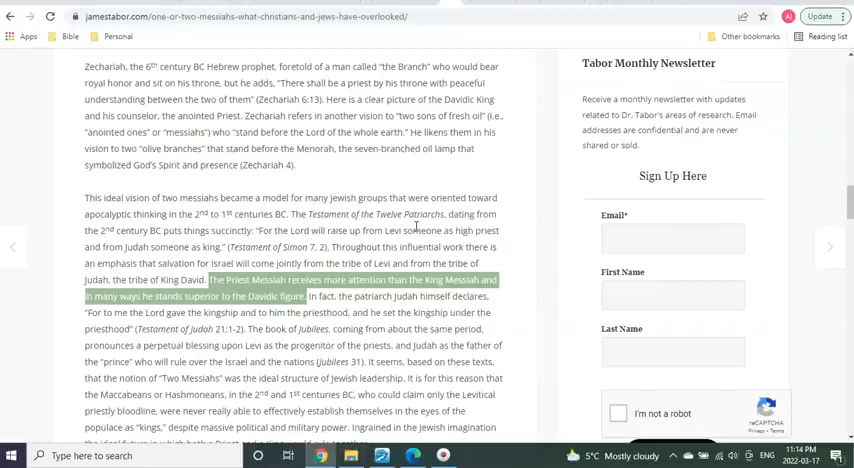 jamestabor.com/one-or-two-messiahs-what-christians-and-jews-have-overlooked/
Update
Apps
Bible
Personal
Other bookmarks
Reading list
Zechariah, the 6th century BC Hebrew prophet, foretold of a man called “the Branch” who would bear
royal honor and sit on his throne, but he adds, “There shall be a priest by his throne with peaceful
understanding between the two of them” (Zechariah 6:13). Here is a clear picture of the Davidic King
and his counselor, the anointed Priest. Zechariah refers in another vision to “two sons of fresh oil” (i.e.,
“anointed ones” or “messiahs”) who “stand before the Lord of the whole earth.” He likens them in his
vision to two “olive branches” that stand before the Menorah, the seven-branched oil lamp that
symbolized God’s Spirit and presence (Zechariah 4).
This ideal vision of two messiahs became a model for many Jewish groups that were oriented toward
apocalyptic thinking in the 2nd to 1st centuries BC. The Testament of the Twelve Patriarchs, dating from
the 2nd century BC puts things succinctly: “For the Lord will raise up from Levi someone as high priest
and from Judah someone as king.” (Testament of Simon 7. 2). Throughout this influential work there is
an emphasis that salvation for Israel will come jointly from the tribe of Levi and from the tribe of
Judah, the tribe of King David. The Priest Messiah receives more attention than the King Messiah and
in many ways he stands superior to the Davidic figure. In fact, the patriarch Judah himself declares,
“For to me the Lord gave the kingship and to him the priesthood, and he set the kingship under the
priesthood” (Testament of Judah 21:1-2). The book of Jubilees, coming from about the same period,
pronounces a perpetual blessing upon Levi as the progenitor of the priests, and Judah as the father of
the “prince” who will rule over the Israel and the nations (Jubilees 31). It seems, based on these texts,
that the notion of “Two Messiahs” was the ideal structure of Jewish leadership. It is for this reason that
the Maccabeans or Hashmoneans, in the 2nd and 1st centuries BC, who could claim only the Levitical
priestly bloodline, were never really able to effectively establish themselves in the eyes of the
populace as “kings,” despite massive political and military power. Ingrained in the Jewish imagination
Tabor Monthly Newsletter
Receive a monthly newsletter with updates
related to Dr. Tabor’s areas of research. Email
addresses are confidential and are never
shared or sold.
Sign Up Here
Email*
First Name
Last Name
I'm not a robot
reCAPTCHA
Privacy - Terms
Type here to search
5°C Mostly cloudy
ENG
11:14 PM
2022-03-17